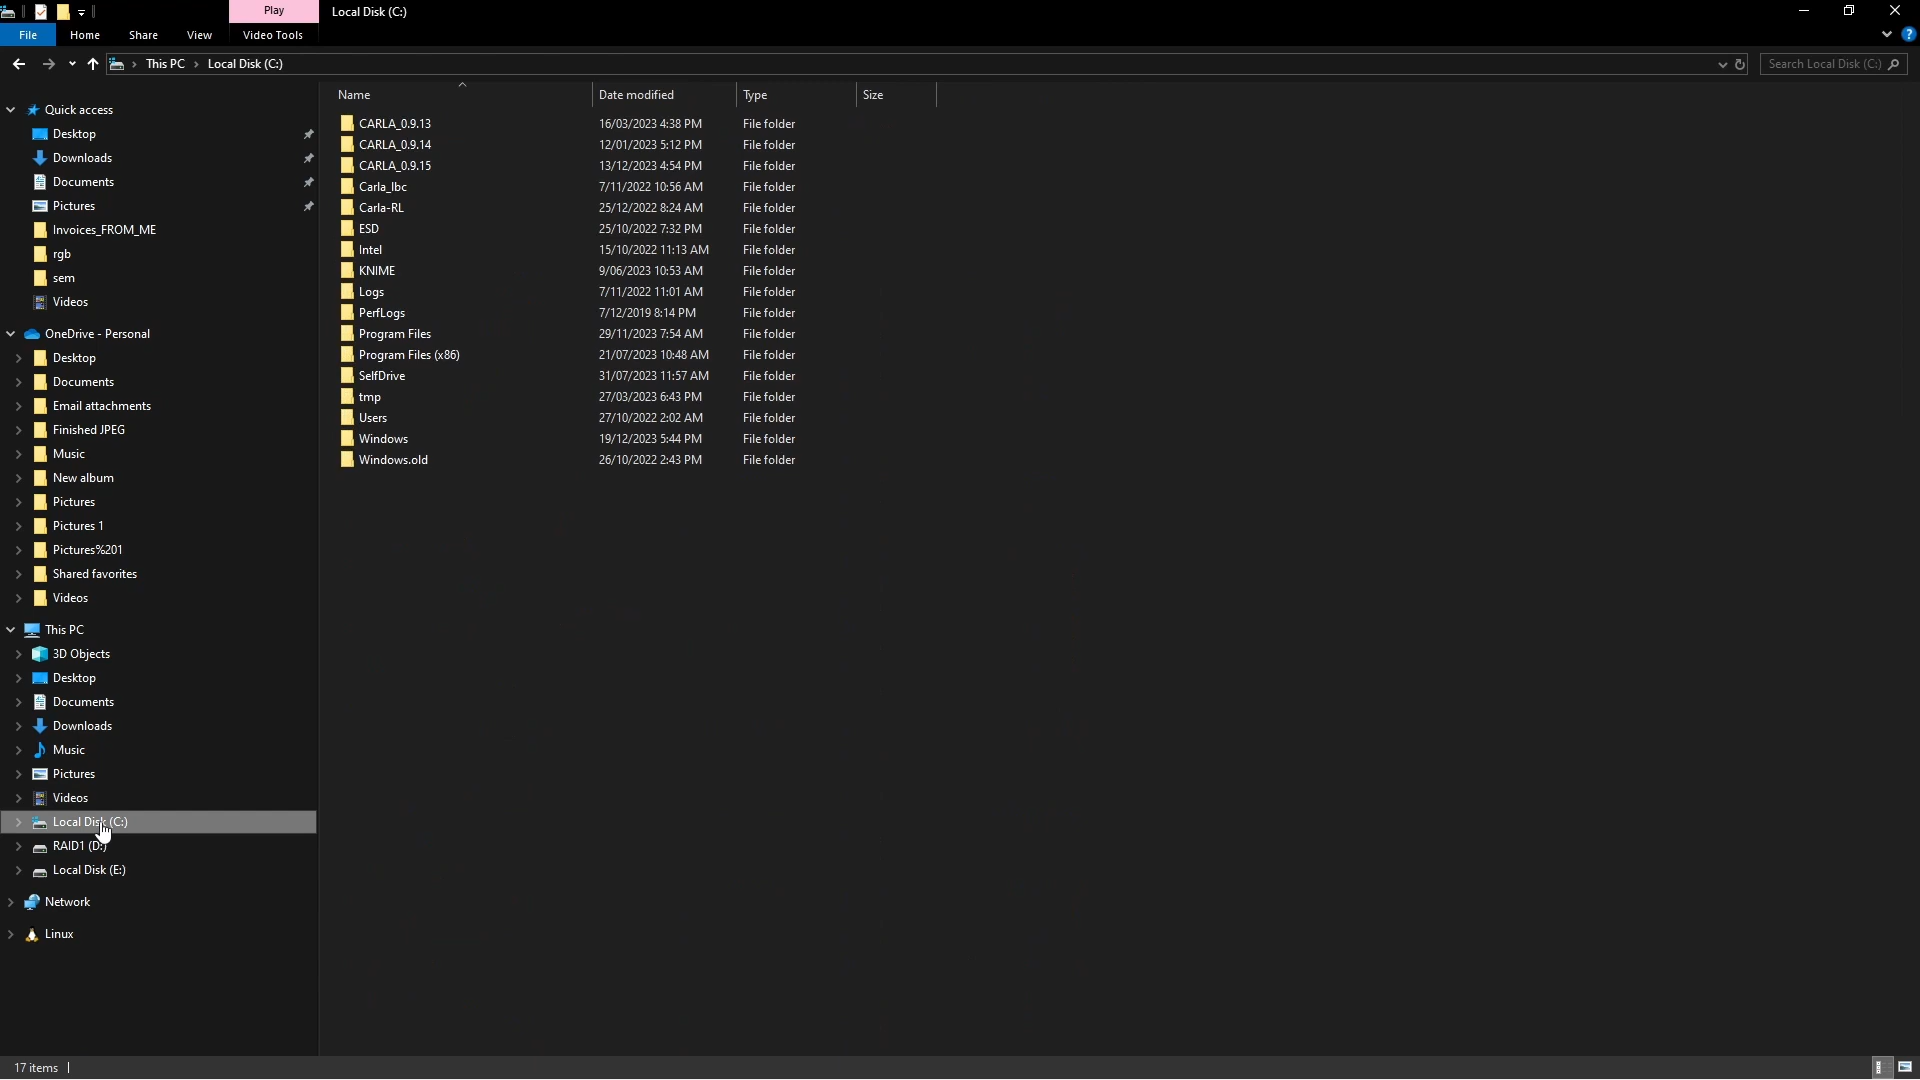 Play
Local Disk (C:)
File
Home
Share
View
Video Tools
This PC
Local Disk (C:)
Search Local Disk (C:)
Name
Date modified
Type
Size
Quick access
Desktop
Downloads
Documents
Pictures
Invoices_FROM_ME
rgb
sem
Videos
OneDrive - Personal
Desktop
Documents
Email attachments
Finished JPEG
Music
New album
Pictures
Pictures 1
Pictures%201
Shared favorites
Videos
This PC
3D Objects
Desktop
Documents
Downloads
Music
Pictures
Videos
Local Disk (C:)
RAID1 (D:)
Local Disk (E:)
Network
Linux
CARLA_0.9.13 16/03/2023 4:38 PM File folder
CARLA_0.9.14 12/01/2023 5:12 PM File folder
CARLA_0.9.15 13/12/2023 4:54 PM File folder
Carla_lbc 7/11/2022 10:56 AM File folder
Carla-RL 25/12/2022 8:24 AM File folder
ESD 25/10/2022 7:32 PM File folder
Intel 15/10/2022 11:13 AM File folder
KNIME 9/06/2023 10:53 AM File folder
Logs 7/11/2022 11:01 AM File folder
PerfLogs 7/12/2019 8:14 PM File folder
Program Files 29/11/2023 7:54 AM File folder
Program Files (x86) 21/07/2023 10:48 AM File folder
SelfDrive 31/07/2023 11:57 AM File folder
tmp 27/03/2023 6:43 PM File folder
Users 27/10/2022 2:02 AM File folder
Windows 19/12/2023 5:44 PM File folder
Windows.old 26/10/2022 2:43 PM File folder
17 items